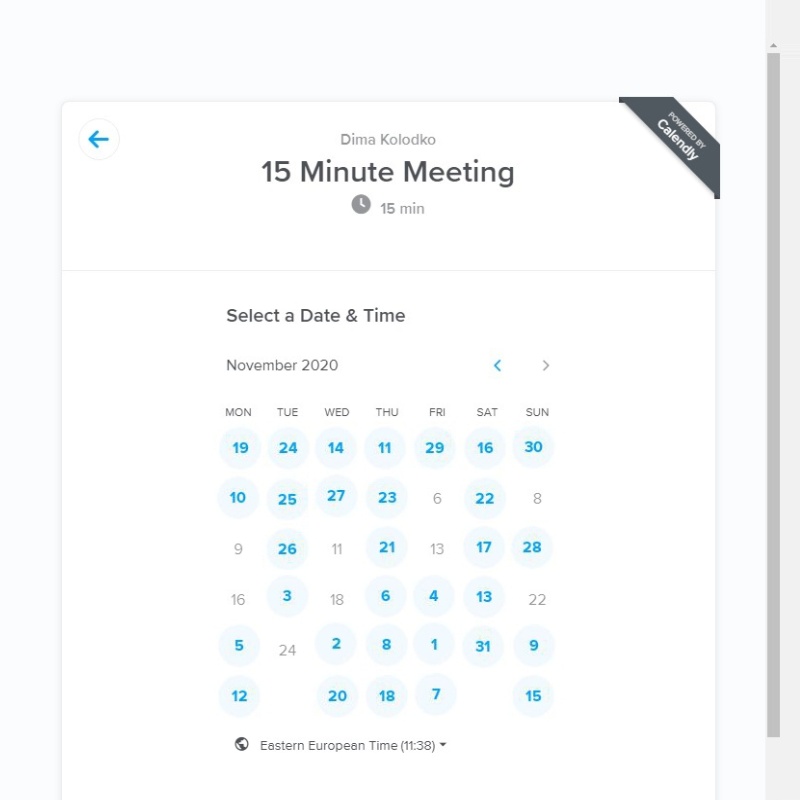 POWERED BY
Calendly
Dima Kolodko
15 Minute Meeting
15 min
Select a Date & Time
November 2020
MON TUE WED THU FRI SAT SUN
19 24 14 11 29 16 30
10 25 27 23 6 22 8
9 26 11 21 13 17 28
16 3 18 6 4 13 22
5 24 2 8 1 31 9
12 20 18 7 15
Eastern European Time (11:38)